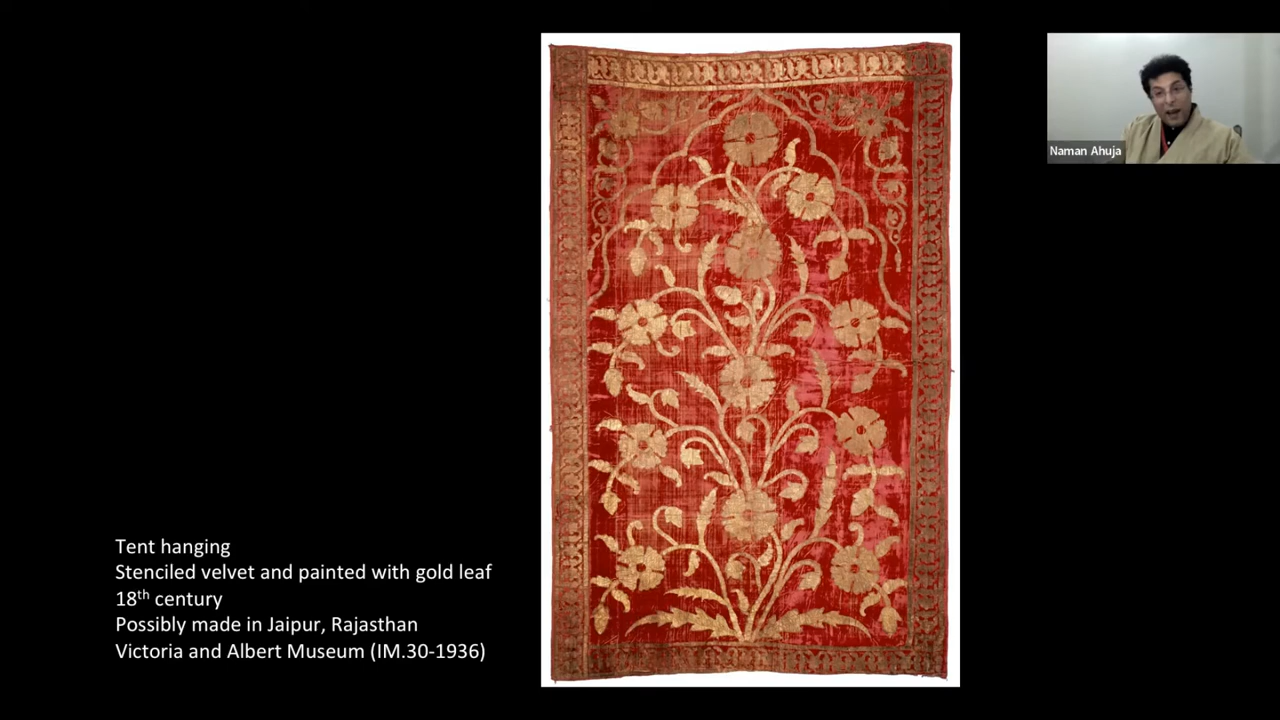 Naman Ahuja
Tent hanging
Stenciled velvet and painted with gold leaf
18th century
Possibly made in Jaipur, Rajasthan
Victoria and Albert Museum (IM.30-1936)